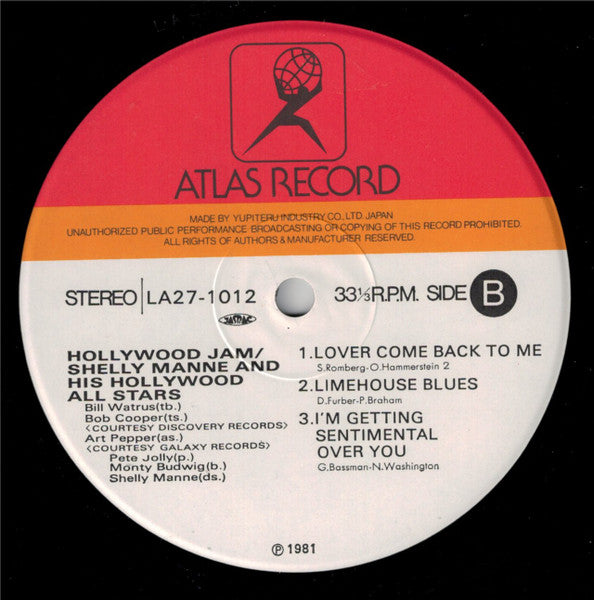 ATLAS RECORD
MADE BY YUPITERU INDUSTRY CO., LTD. JAPAN
UNAUTHORIZED PUBLIC PERFORMANCE·BROADCASTING OR COPYING OF THIS RECORD PROHIBITED.
ALL RIGHTS OF AUTHORS & MANUFACTURER RESERVED.
STEREO LA27-1012
JASRAC
33 1/3 R.P.M. SIDE B
HOLLYWOOD JAM/
SHELLY MANNE AND
HIS HOLLYWOOD
ALL STARS
Bill Watrus(tb.)
Bob Cooper(ts.)
<COURTESY DISCOVERY RECORDS>
Art Pepper(as.)
<COURTESY GALAXY RECORDS>
Pete Jolly(p.)
Monty Budwig(b.)
Shelly Manne(ds.)
1.LOVER COME BACK TO ME
S.Romberg-O.Hammerstein 2
2.LIMEHOUSE BLUES
D.Furber-P.Braham
3.I'M GETTING
SENTIMENTAL
OVER YOU
G.Bassman-N.Washington
℗ 1981